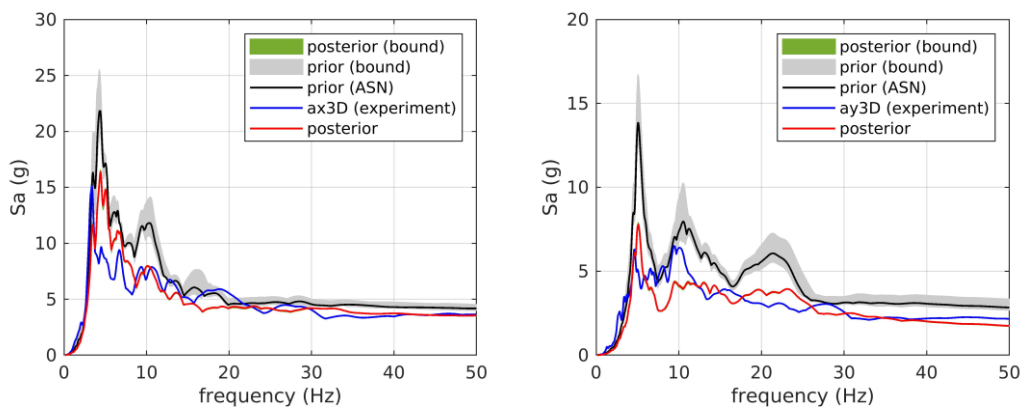 30
25
20
15
10
5
0
Sa (g)
posterior (bound)
prior (bound)
prior (ASN)
ax3D (experiment)
posterior
0 10 20 30 40 50
frequency (Hz)
20
15
10
5
0
Sa (g)
posterior (bound)
prior (bound)
prior (ASN)
ay3D (experiment)
posterior
0 10 20 30 40 50
frequency (Hz)